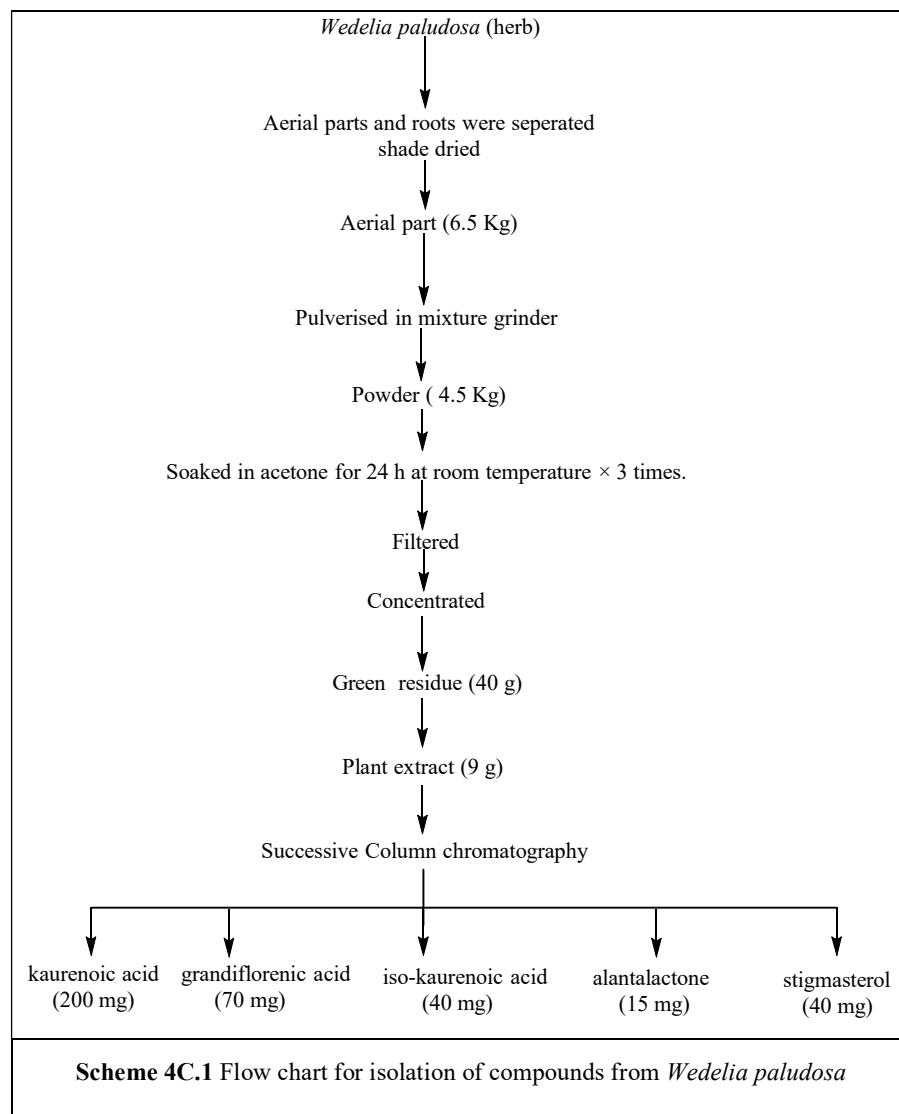 Wedelia paludosa (herb)
Aerial parts and roots were seperated
shade dried
Aerial part (6.5 Kg)
Pulverised in mixture grinder
Powder ( 4.5 Kg)
Soaked in acetone for 24 h at room temperature × 3 times.
Filtered
Concentrated
Green residue (40 g)
Plant extract (9 g)
Successive Column chromatography
kaurenoic acid
(200 mg)
grandiflorenic acid
(70 mg)
iso-kaurenoic acid
(40 mg)
alantalactone
(15 mg)
stigmasterol
(40 mg)
Scheme 4C.1 Flow chart for isolation of compounds from Wedelia paludosa